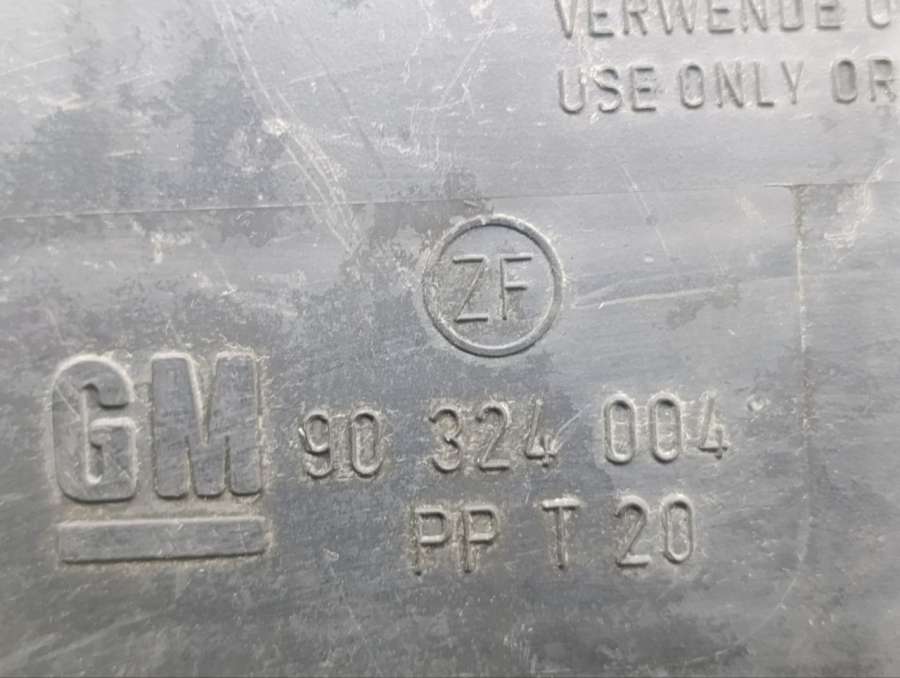 VERWENDE
USE ONLY OR
ZF
GM 90 324 004
PP T 20